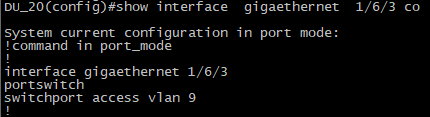 DU_20(config)#show interface  gigaethernet  1/6/3 co
System current configuration in port mode:
!command in port_mode
!
interface gigaethernet 1/6/3
portswitch
switchport access vlan 9
!